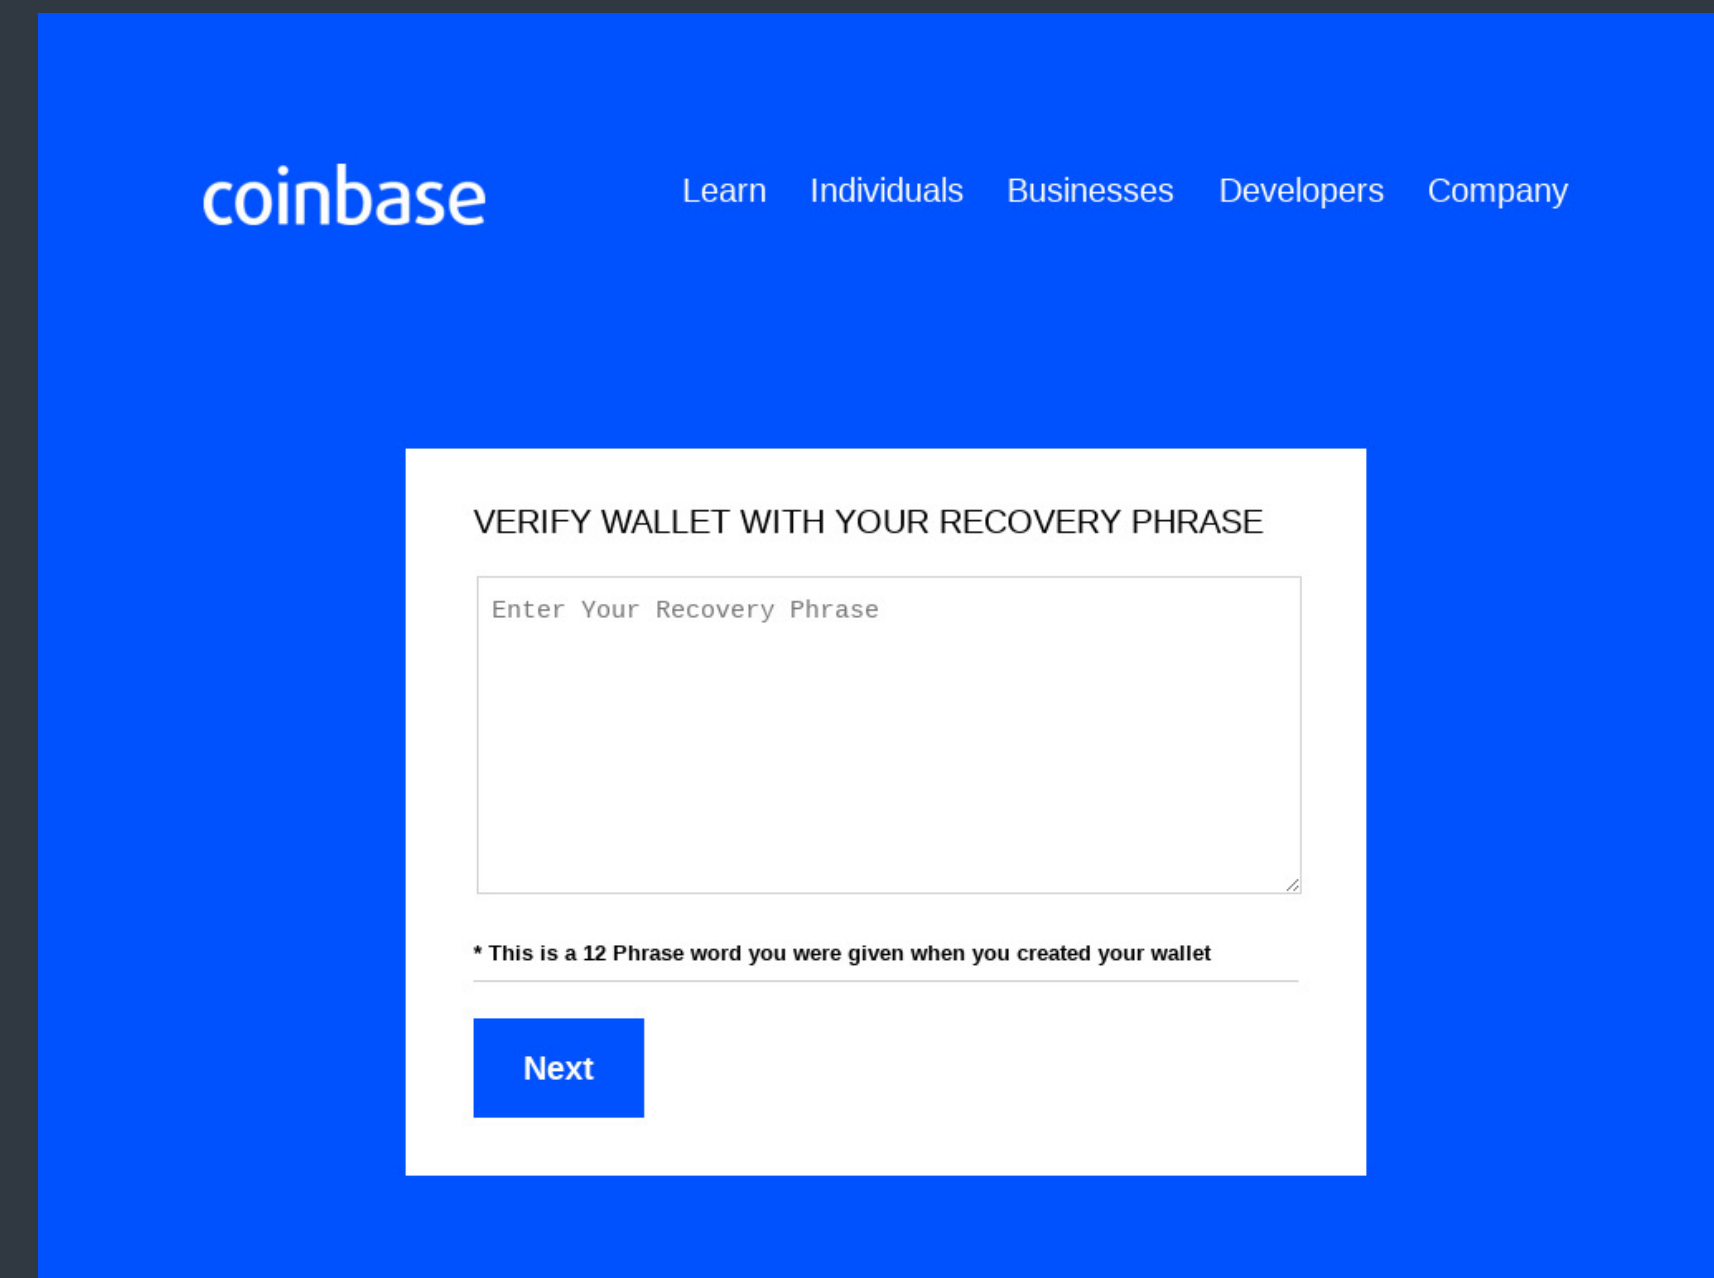 coinbase
Learn Individuals Businesses Developers Company
VERIFY WALLET WITH YOUR RECOVERY PHRASE
Enter Your Recovery Phrase
* This is a 12 Phrase word you were given when you created your wallet
Next